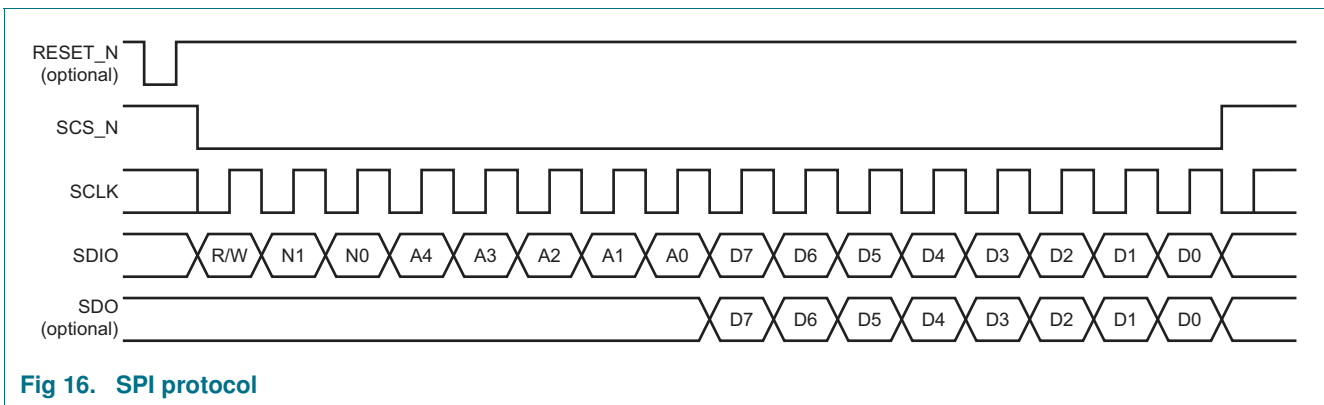 RESET_N
(optional)
SCS_N
SCLK
SDIO R/W N1 N0 A4 A3 A2 A1 A0 D7 D6 D5 D4 D3 D2 D1 D0
SDO
(optional)
D7 D6 D5 D4 D3 D2 D1 D0
Fig 16. SPI protocol